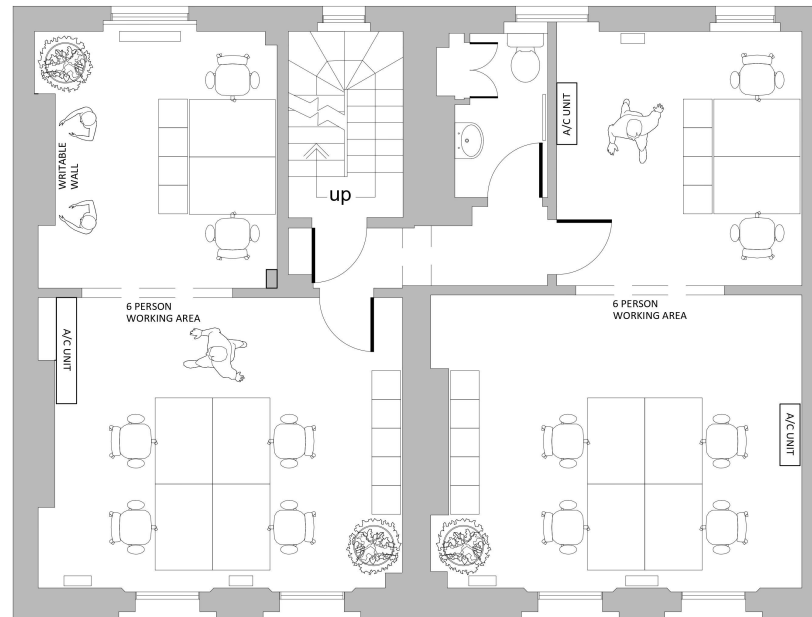 WRITABLE
WALL
up
A/C UNIT
6 PERSON
WORKING AREA
6 PERSON
WORKING AREA
A/C UNIT
A/C UNIT